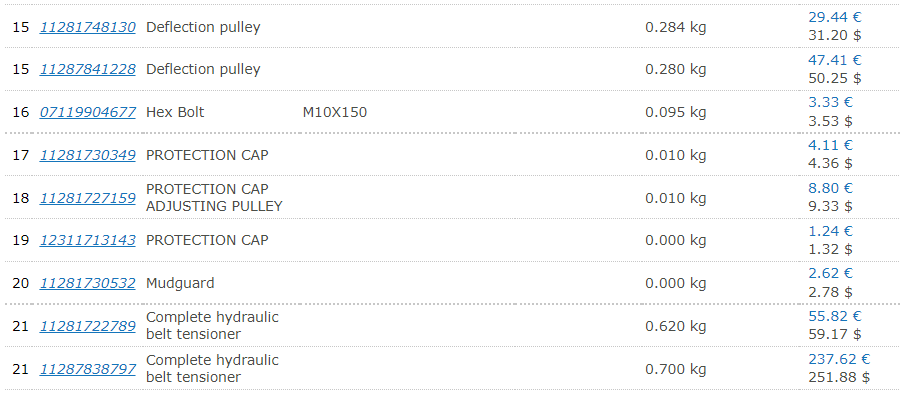 15 11281748130 Deflection pulley 0.284 kg 29.44 €
31.20 $
15 11287841228 Deflection pulley 0.280 kg 47.41 €
50.25 $
16 07119904677 Hex Bolt M10X150 0.095 kg 3.33 €
3.53 $
17 11281730349 PROTECTION CAP 0.010 kg 4.11 €
4.36 $
18 11281727159 PROTECTION CAP
ADJUSTING PULLEY 0.010 kg 8.80 €
9.33 $
19 12311713143 PROTECTION CAP 0.000 kg 1.24 €
1.32 $
20 11281730532 Mudguard 0.000 kg 2.62 €
2.78 $
21 11281722789 Complete hydraulic
belt tensioner 0.620 kg 55.82 €
59.17 $
21 11287838797 Complete hydraulic
belt tensioner 0.700 kg 237.62 €
251.88 $